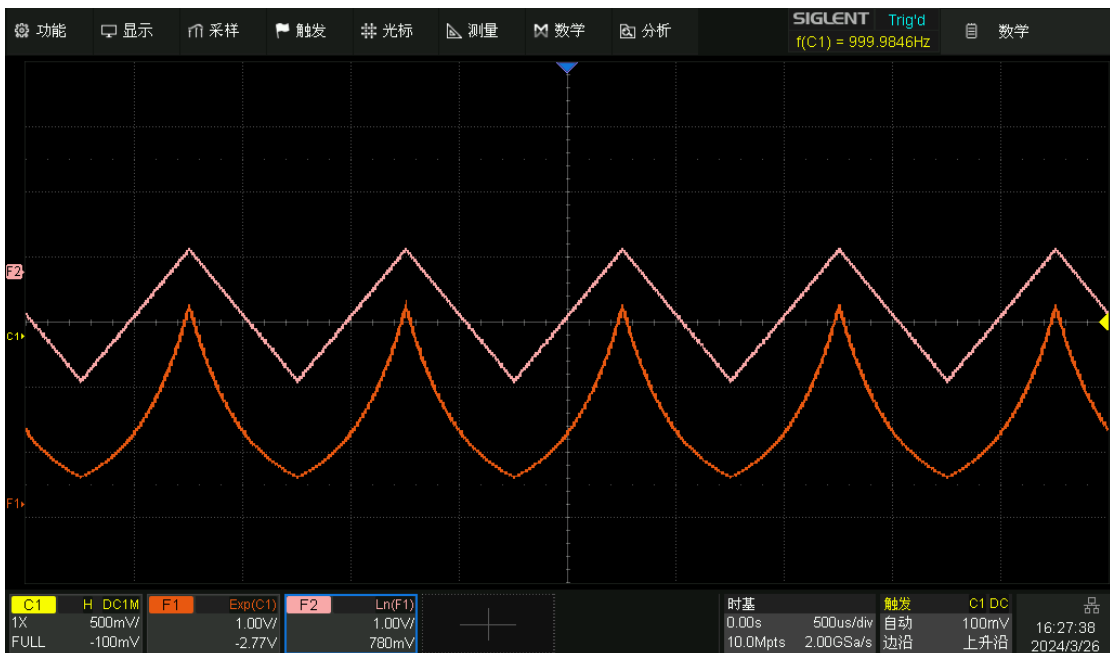 功能 显示 采样 触发 光标 测量 数学 分析 SIGLENT Trig'd 数学
f(C1) = 999.9846Hz
F2
C1
F1
C1 H DC1M F1 Exp(C1) F2 Ln(F1) 时基 触发 C1 DC
1X 500mV/ 1.00V/ 1.00V/ 0.00s 500us/div 自动 100mV 16:27:38
FULL -100mV -2.77V 780mV 10.0Mpts 2.00GSa/s 边沿 上升沿 2024/3/26